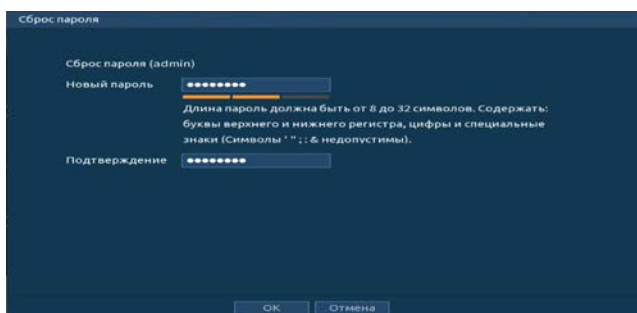 Сброс пароля
Сброс пароля (admin)
Новый пароль ●●●●●●●●
Длина пароль должна быть от 8 до 32 символов. Содержать:
буквы верхнего и нижнего регистра, цифры и специальные
знаки (Символы ' " ; : & недопустимы).
Подтверждение ●●●●●●●●
ОК Отмена